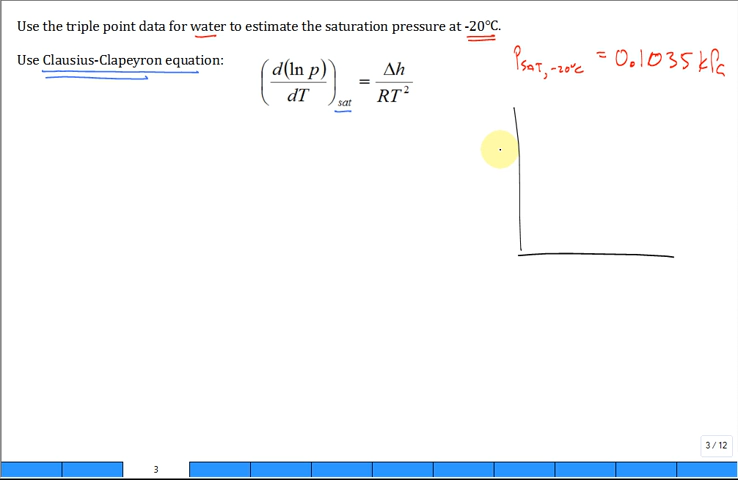 Use the triple point data for water to estimate the saturation pressure at -20°C.
Use Clausius-Clapeyron equation:
(d(ln p)/dT)sat = Δh/RT²
PSAT, -20°C = 0.1035 kPa
3 / 12
3